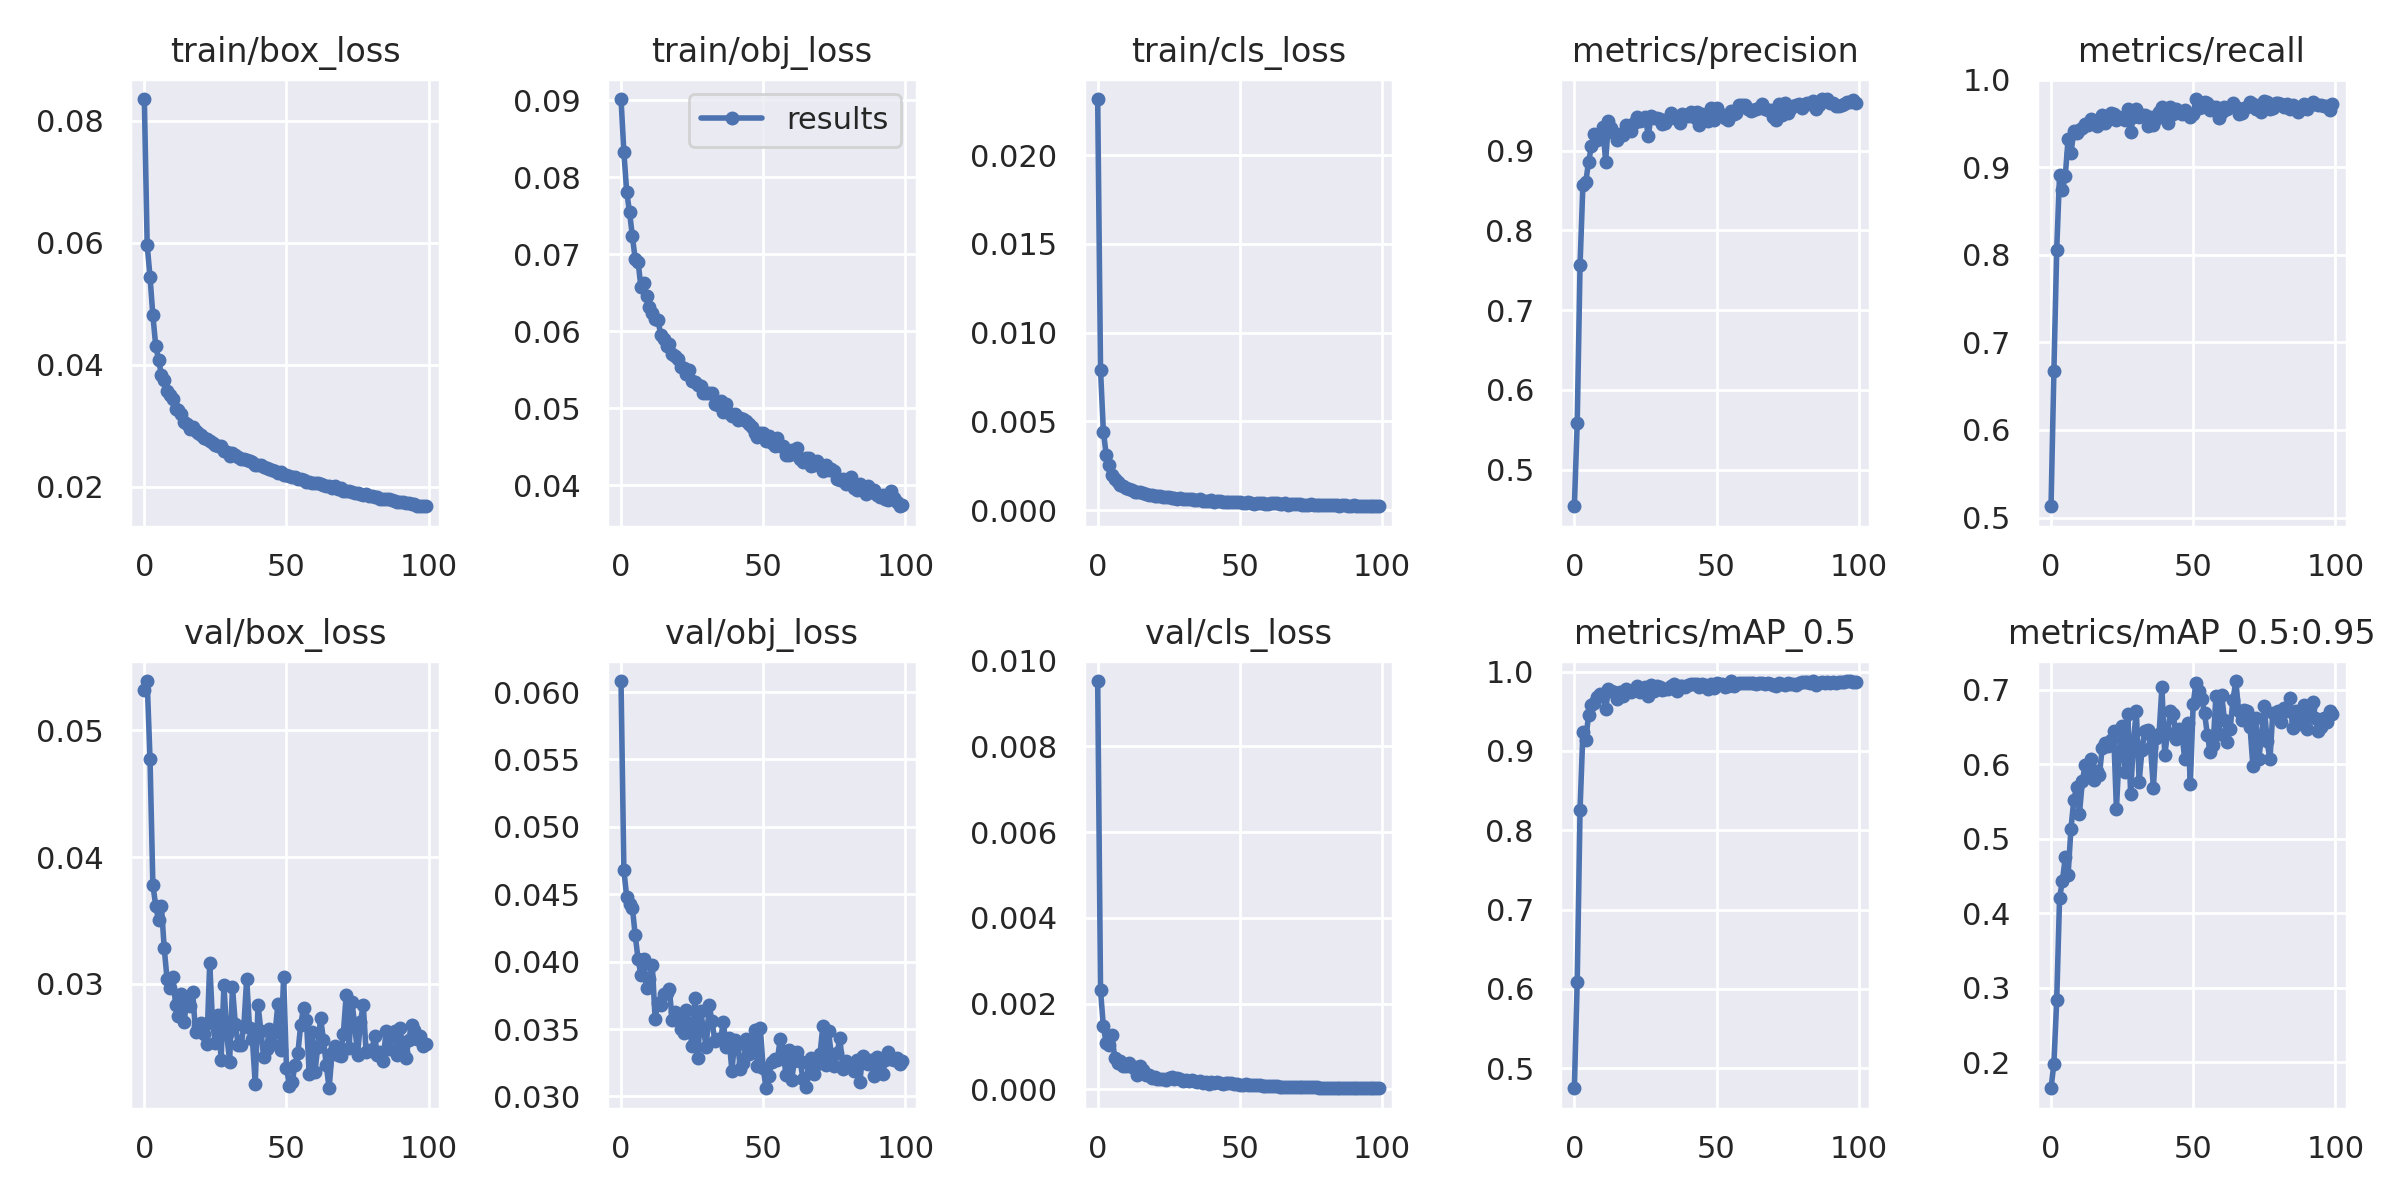 train/box_loss
0.08
0.06
0.04
0.02
0 50 100
train/obj_loss
results
0.09
0.08
0.07
0.06
0.05
0.04
0 50 100
train/cls_loss
0.020
0.015
0.010
0.005
0.000
0 50 100
metrics/precision
0.9
0.8
0.7
0.6
0.5
0 50 100
metrics/recall
1.0
0.9
0.8
0.7
0.6
0.5
0 50 100
val/box_loss
0.05
0.04
0.03
0 50 100
val/obj_loss
0.060
0.055
0.050
0.045
0.040
0.035
0.030
0 50 100
val/cls_loss
0.010
0.008
0.006
0.004
0.002
0.000
0 50 100
metrics/mAP_0.5
1.0
0.9
0.8
0.7
0.6
0.5
0 50 100
metrics/mAP_0.5:0.95
0.7
0.6
0.5
0.4
0.3
0.2
0 50 100